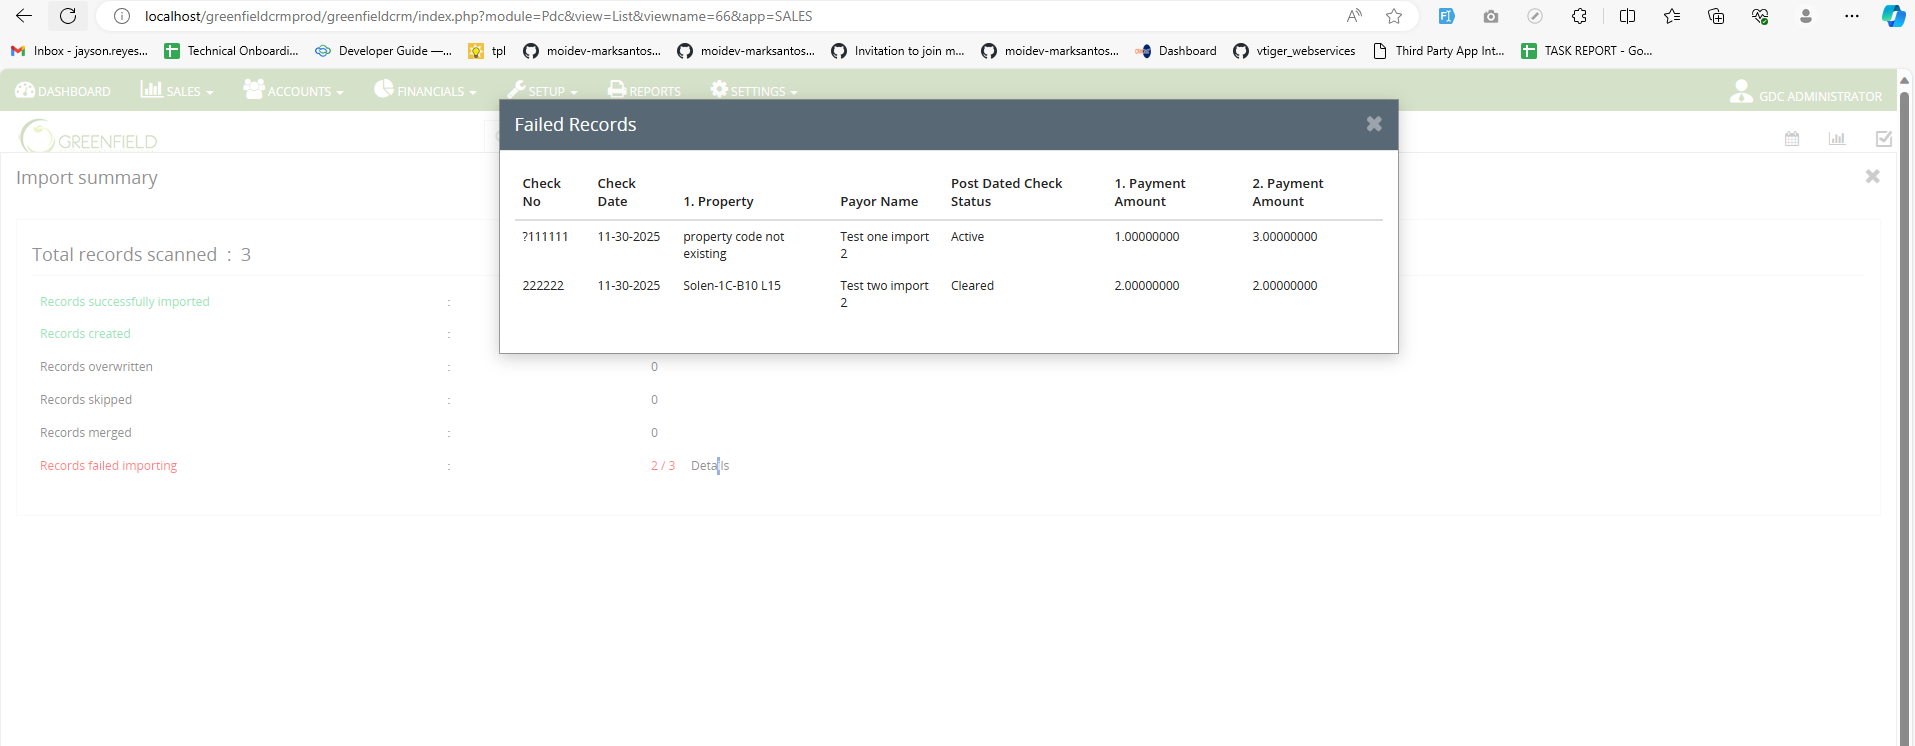 localhost/greenfieldcrmprod/greenfieldcrm/index.php?module=Pdc&view=List&viewname=66&app=SALES
Inbox - jayson.reyes... Technical Onboardi... Developer Guide —... tpl moidev-marksantos... moidev-marksantos... Invitation to join m... moidev-marksantos... Dashboard vtiger_webservices Third Party App Int... TASK REPORT - Go...
DASHBOARD SALES ACCOUNTS FINANCIALS SETUP REPORTS SETTINGS GDC ADMINISTRATOR
GREENFIELD
Failed Records
Check No Check Date 1. Property Payor Name Post Dated Check Status 1. Payment Amount 2. Payment Amount
?111111 11-30-2025 property code not existing Test one import 2 Active 1.00000000 3.00000000
222222 11-30-2025 Solen-1C-B10 L15 Test two import 2 Cleared 2.00000000 2.00000000
Import summary
Total records scanned : 3
Records successfully imported :
Records created :
Records overwritten : 0
Records skipped : 0
Records merged : 0
Records failed importing : 2 / 3 Details